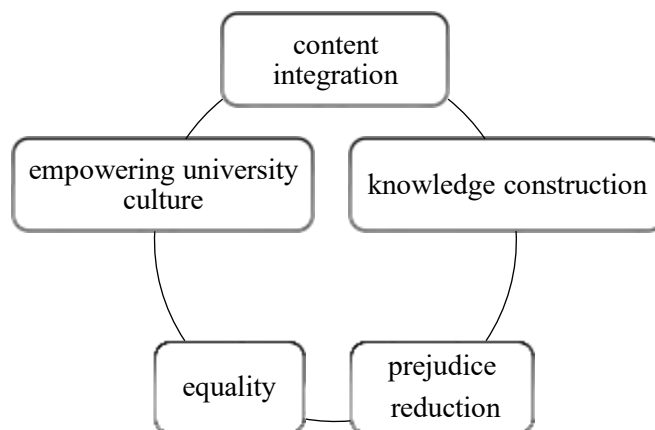 content
integration
empowering university
culture
knowledge construction
equality
prejudice
reduction